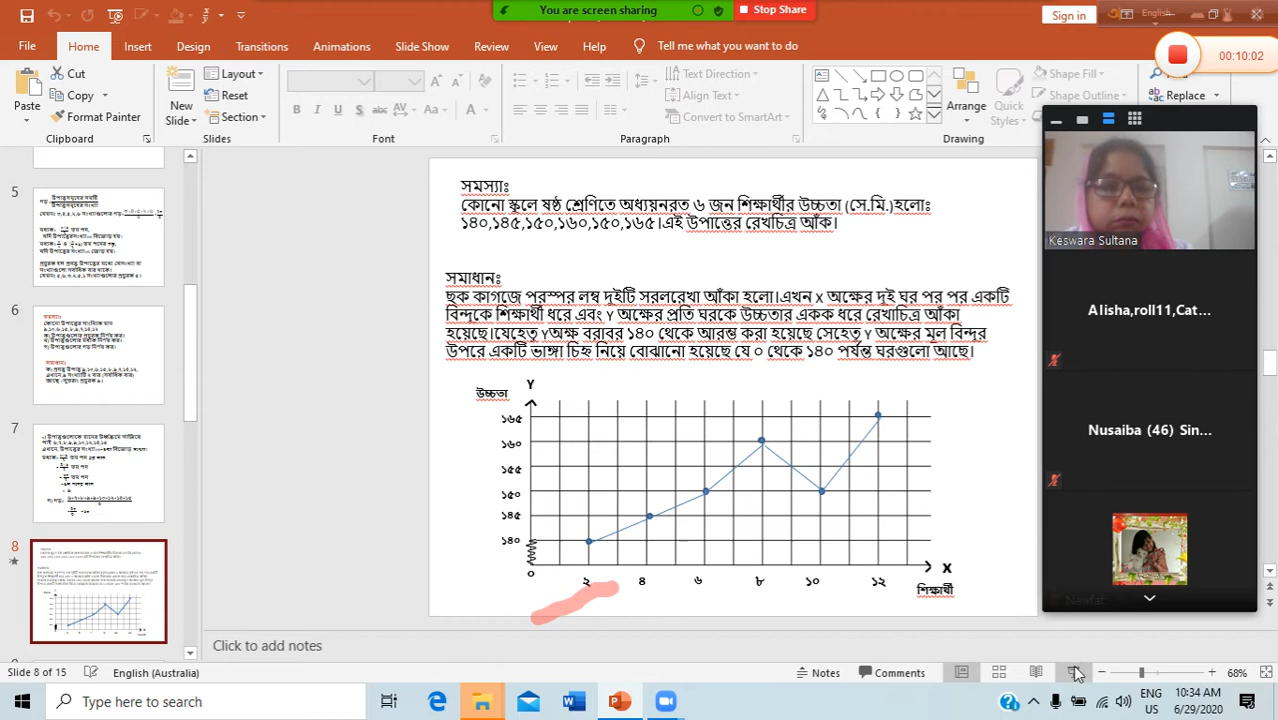 You are screen sharing
Stop Share
Sign in
English
00:10:02
File Home Insert Design Transitions Animations Slide Show Review View Help Tell me what you want to do
Paste
Cut
Copy
Format Painter
Clipboard
New Slide
Layout
Reset
Section
Slides
Font
Text Direction
Align Text
Convert to SmartArt
Paragraph
Arrange
Quick Styles
Shape Fill
Shape Outline
Drawing
Replace
5
6
7
8
সমস্যাঃ
কোনো স্কুলে ষষ্ঠ শ্রেণিতে অধ্যয়নরত ৬ জন শিক্ষার্থীর উচ্চতা (সে.মি.)হলোঃ
১৪০,১৪৫,১৫০,১৬০,১৫০,১৬৫।এই উপাত্তের রেখচিত্র আঁক।
সমাধানঃ
ছক কাগজে পরস্পর লম্ব দুইটি সরলরেখা আঁকা হলো।এখন x অক্ষের দুই ঘর পর পর একটি
বিন্দুকে শিক্ষার্থী ধরে এবং Y অক্ষের প্রতি ঘরকে উচ্চতার একক ধরে রেখাচিত্র আঁকা
হয়েছে।যেহেতু Yঅক্ষ বরাবর ১৪০ থেকে আরম্ভ করা হয়েছে সেহেতু Y অক্ষের মূল বিন্দুর
উপরে একটি ভাঙ্গা চিহ্ন নিয়ে বোঝানো হয়েছে যে ০ থেকে ১৪০ পর্যন্ত ঘরগুলো আছে।
উচ্চতা Y
১৬৫
১৬০
১৫৫
১৫০
১৪৫
১৪০
০ ২ ৪ ৬ ৮ ১০ ১২ X
শিক্ষার্থী
Keswara Sultana
Alisha,roll11,Cat...
Nusaiba (46) Sin...
Click to add notes
Slide 8 of 15
English (Australia)
Notes
Comments
68%
Type here to search
ENG
US
10:34 AM
6/29/2020